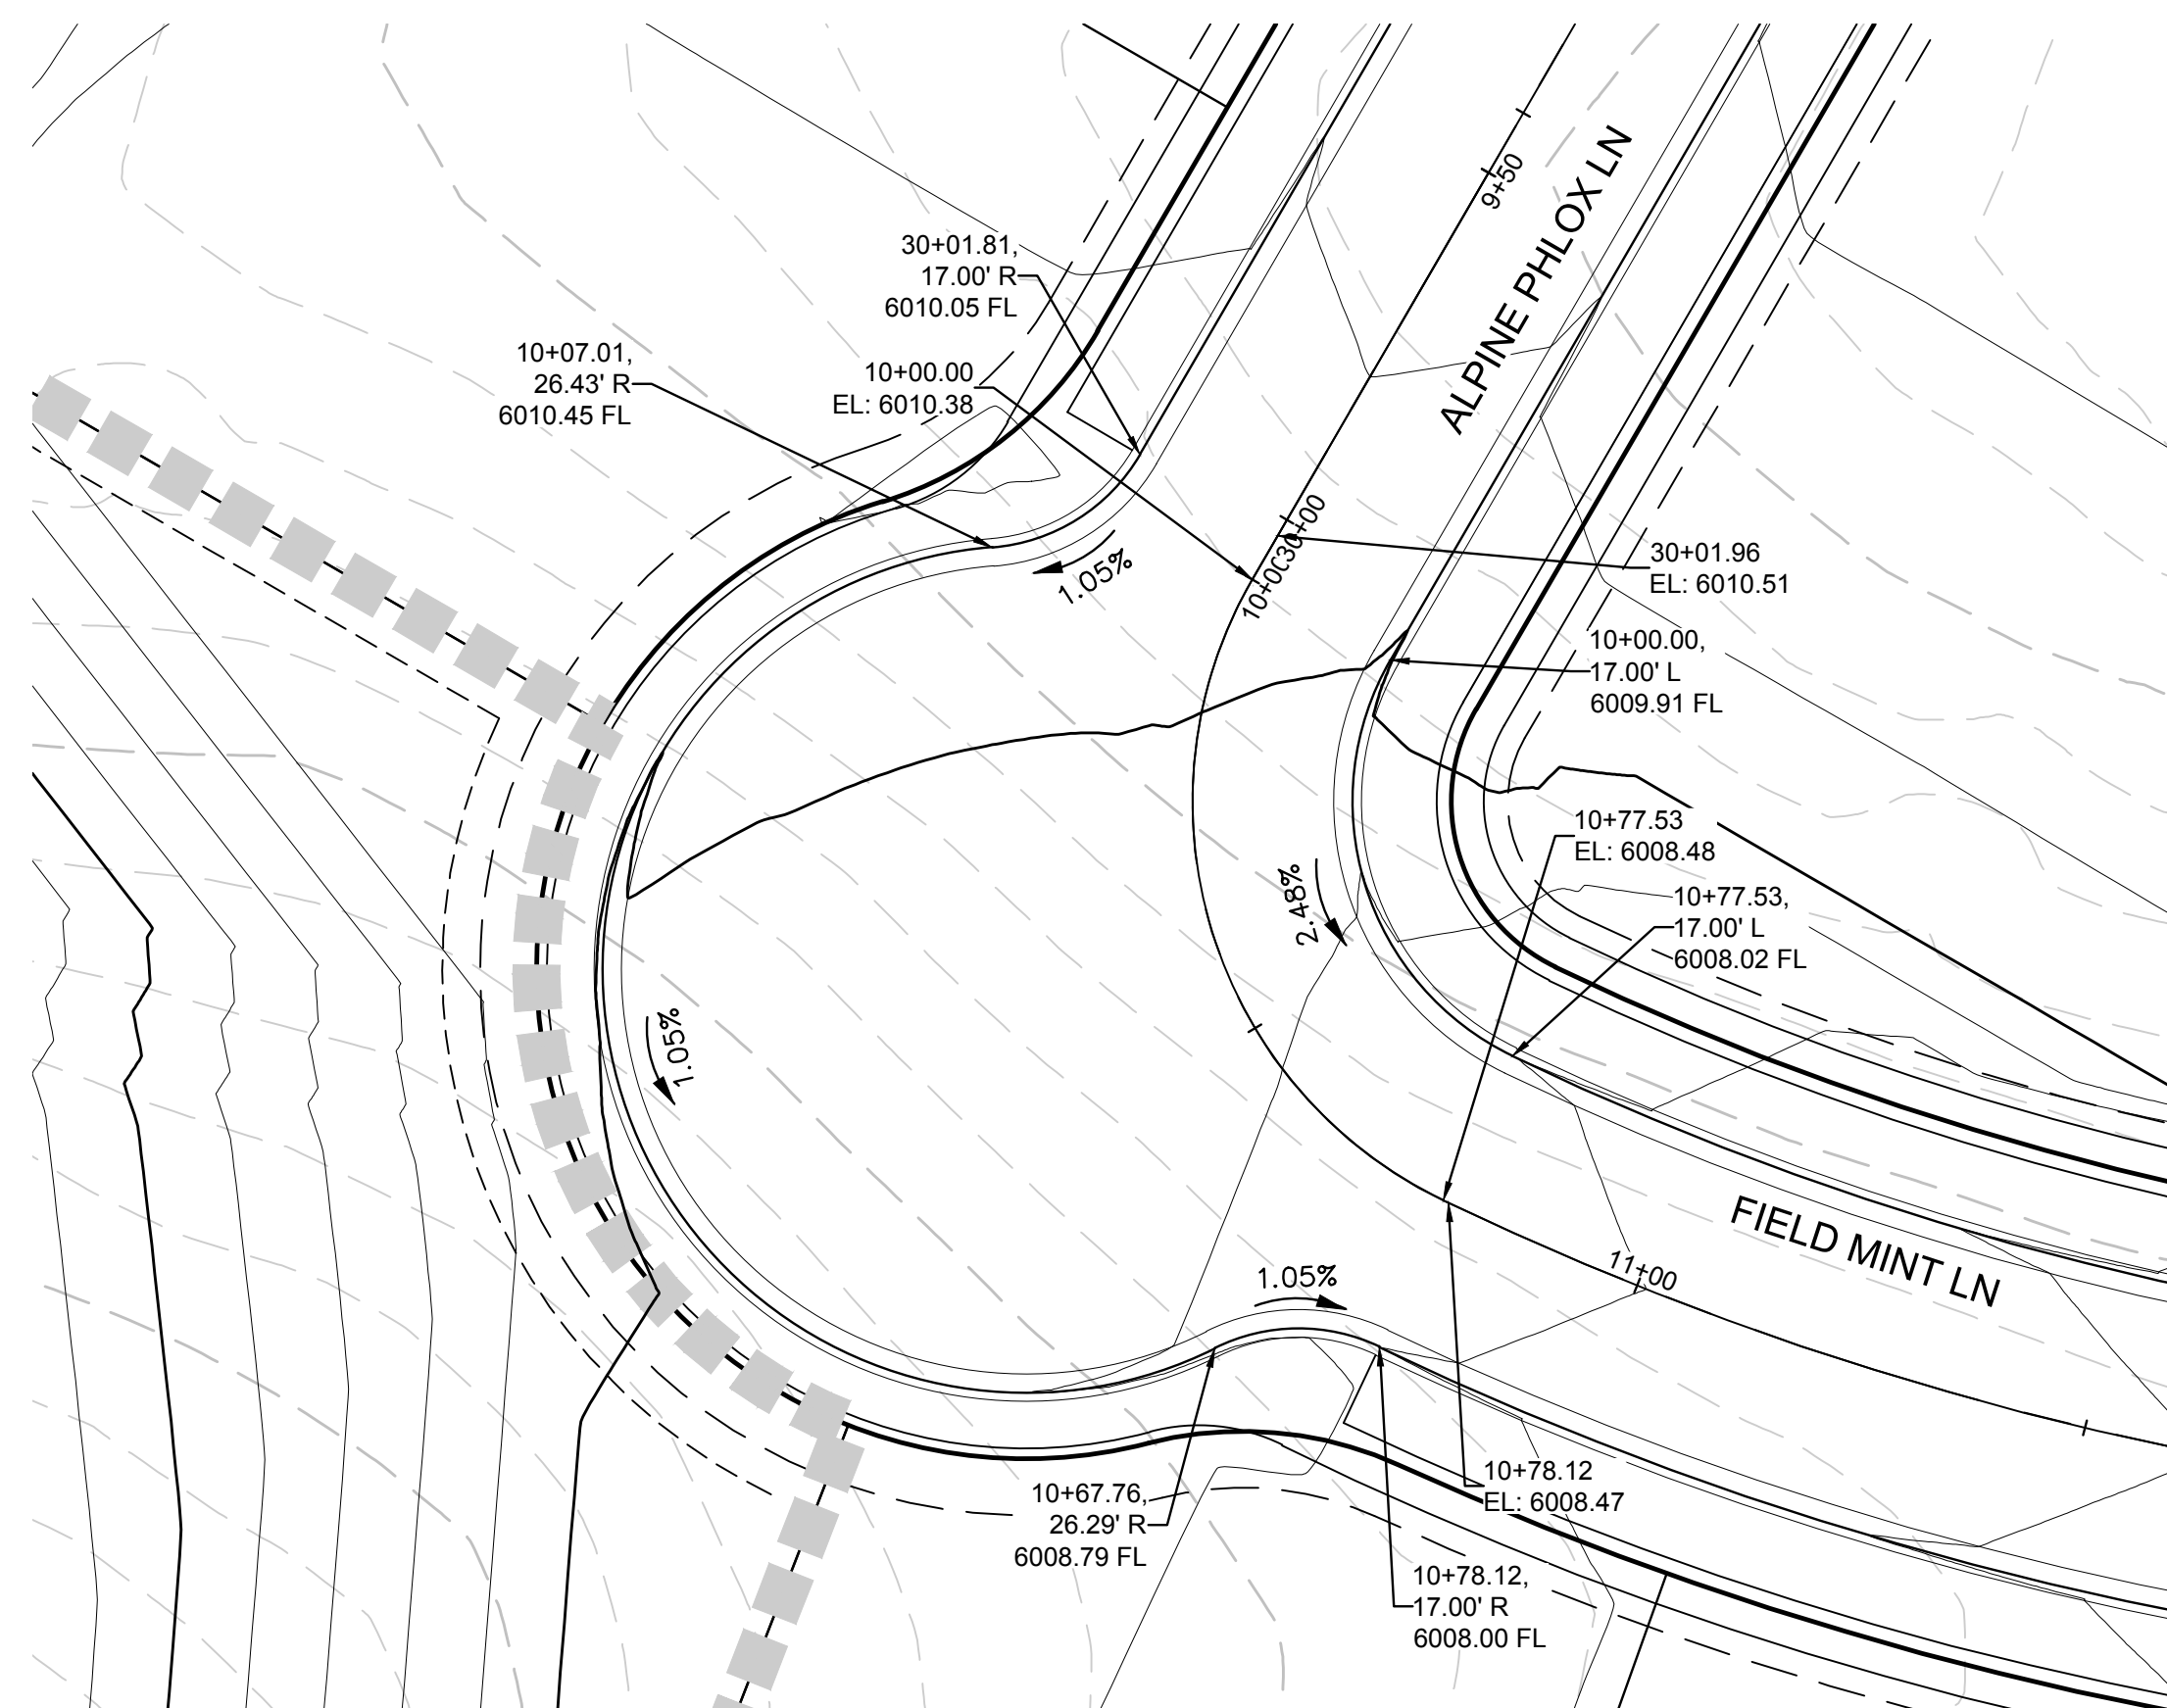 9+50
ALPINE PHLOX LN
30+01.81,
17.00' R
6010.05 FL
10+07.01,
26.43' R
6010.45 FL
10+00.00
EL: 6010.38
30+00
1.05%
30+01.96
EL: 6010.51
10+00.00,
17.00' L
6009.91 FL
10+77.53
EL: 6008.48
2.48%
10+77.53,
17.00' L
6008.02 FL
1.05%
FIELD MINT LN
11+00
1.05%
10+78.12
EL: 6008.47
10+67.76,
26.29' R
6008.79 FL
10+78.12,
17.00' R
6008.00 FL